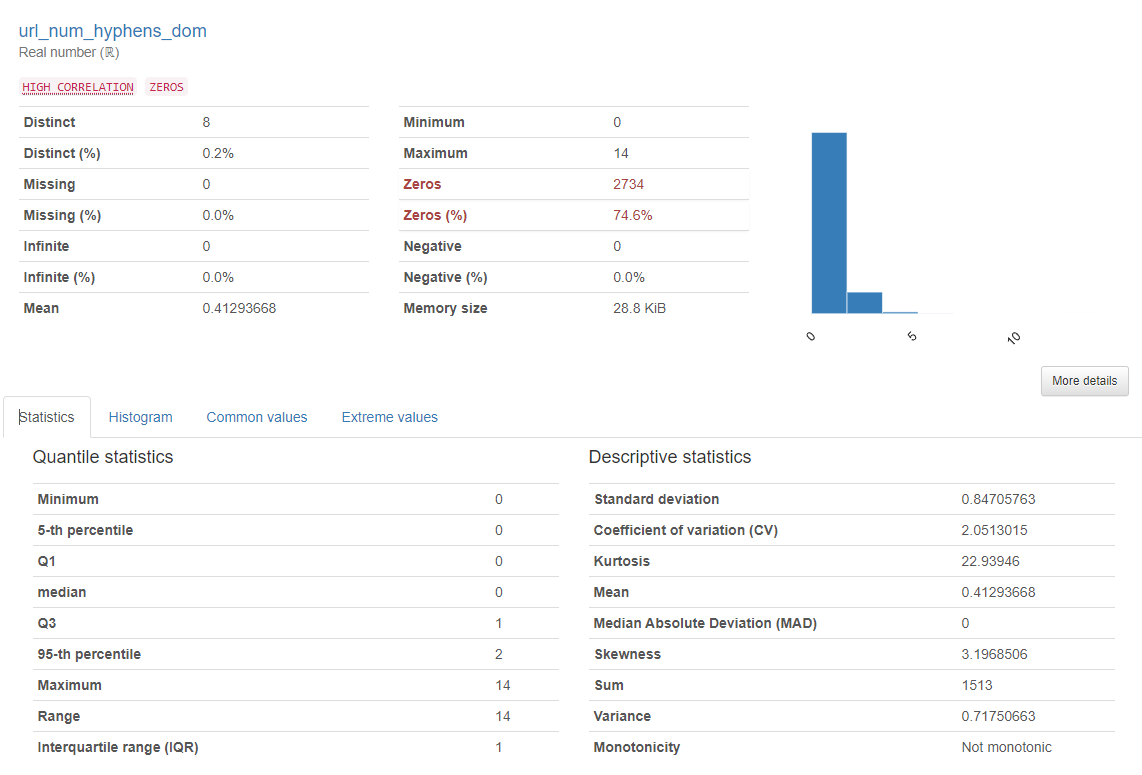 url_num_hyphens_dom
Real number (ℝ)
HIGH CORRELATION ZEROS
Distinct 8
Distinct (%) 0.2%
Missing 0
Missing (%) 0.0%
Infinite 0
Infinite (%) 0.0%
Mean 0.41293668
Minimum 0
Maximum 14
Zeros 2734
Zeros (%) 74.6%
Negative 0
Negative (%) 0.0%
Memory size 28.8 KiB
0 5 10
More details
Statistics Histogram Common values Extreme values
Quantile statistics
Minimum 0
5-th percentile 0
Q1 0
median 0
Q3 1
95-th percentile 2
Maximum 14
Range 14
Interquartile range (IQR) 1
Descriptive statistics
Standard deviation 0.84705763
Coefficient of variation (CV) 2.0513015
Kurtosis 22.93946
Mean 0.41293668
Median Absolute Deviation (MAD) 0
Skewness 3.1968506
Sum 1513
Variance 0.71750663
Monotonicity Not monotonic